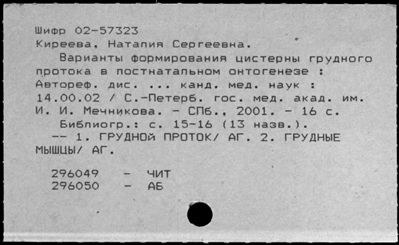 Шифр 02-57323
Киреева, Наталия Сергеевна.
Варианты формирования цистерны грудного
протока в постнатальном онтогенезе :
Автореф. дис. ... канд. мед. наук :
14.00.02 / С.-Петерб. гос. мед. акад. им.
И. И. Мечникова. - СПб., 2001. - 16 с.
Библиогр.: с. 15-16 (13 назв.).
-- 1. ГРУДНОЙ ПРОТОК/ АГ. 2. ГРУДНЫЕ
МЫШЦЫ/ АГ.
296049 - ЧИТ
296050 - АБ